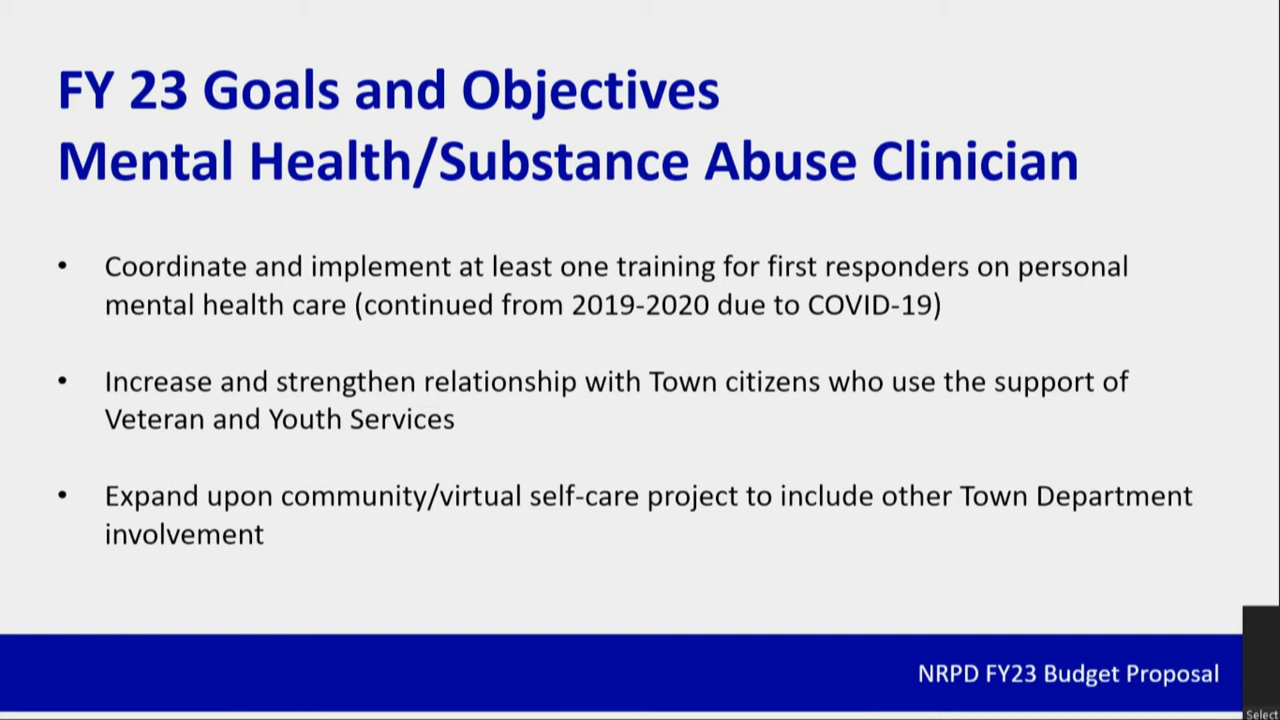 FY 23 Goals and Objectives
Mental Health/Substance Abuse Clinician
• Coordinate and implement at least one training for first responders on personal
mental health care (continued from 2019-2020 due to COVID-19)
• Increase and strengthen relationship with Town citizens who use the support of
Veteran and Youth Services
• Expand upon community/virtual self-care project to include other Town Department
involvement
NRPD FY23 Budget Proposal
Select